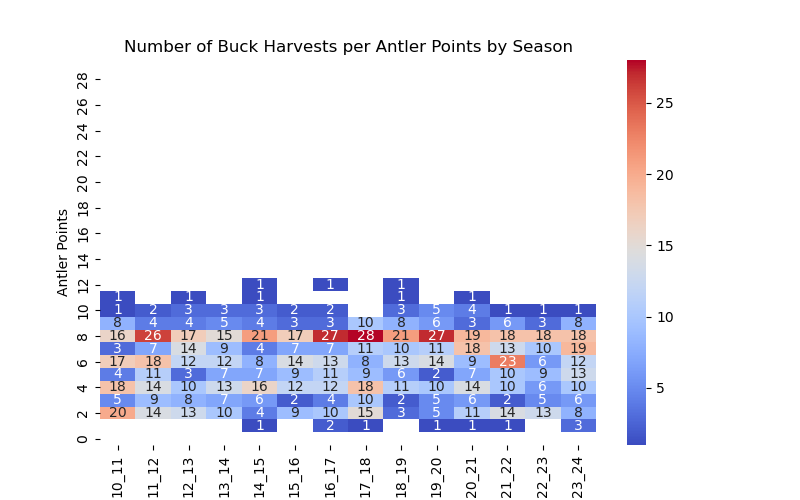 Number of Buck Harvests per Antler Points by Season
28
26
24
22
20
18
16
14
12 1 1 1
1 1 1 1 1
10 1 2 3 3 3 2 2 3 5 4 1 1 1
8 4 4 5 4 3 3 10 8 6 3 6 3 8
8 16 26 17 15 21 17 27 28 21 27 19 18 18 18
3 7 14 9 4 7 7 11 10 11 18 13 10 19
6 17 18 12 12 8 14 13 8 13 14 9 23 6 12
4 11 3 7 7 9 11 9 6 2 7 10 9 13
4 18 14 10 13 16 12 12 18 11 10 14 10 6 10
5 9 8 7 6 2 4 10 2 5 6 2 5 6
2 20 14 13 10 4 9 10 15 3 5 11 14 13 8
1 2 1 1 1 1 3
0
Antler Points
10_11 11_12 12_13 13_14 14_15 15_16 16_17 17_18 18_19 19_20 20_21 21_22 22_23 23_24
25
20
15
10
5